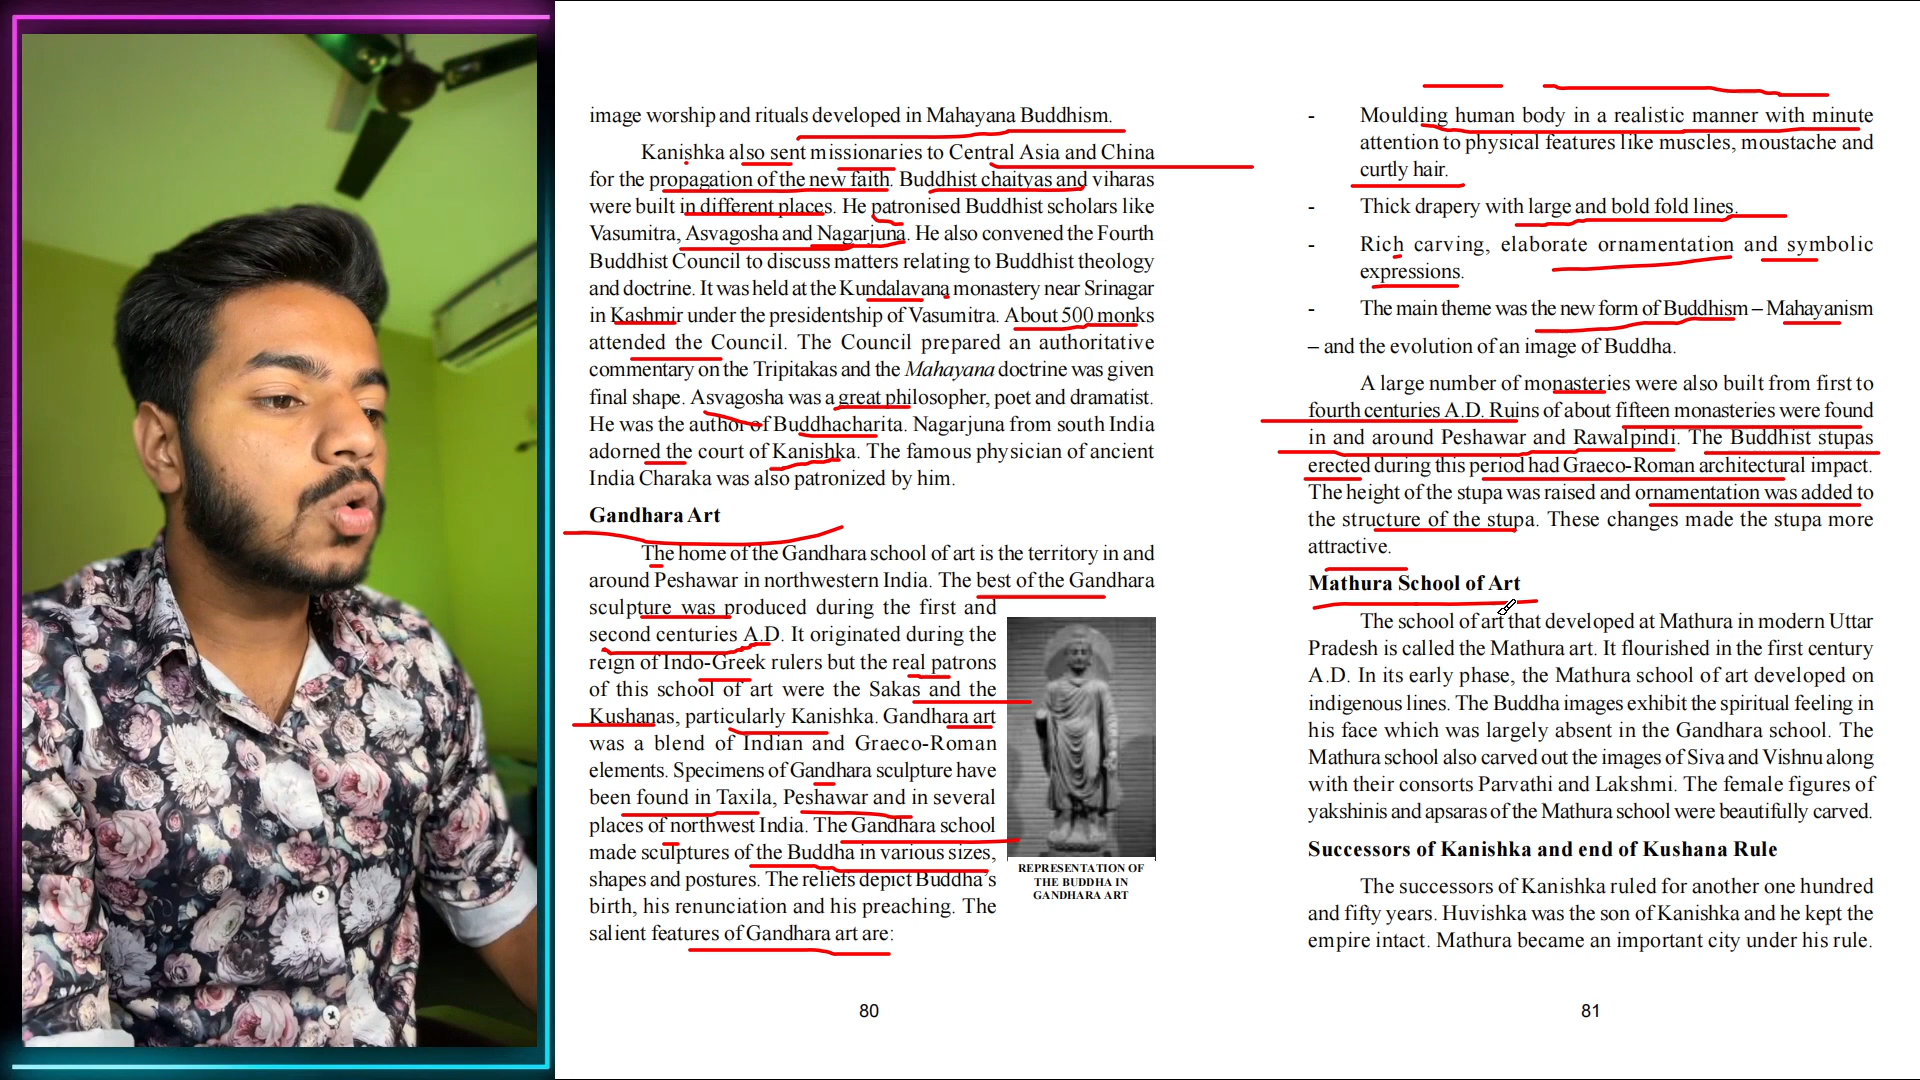 image worship and rituals developed in Mahayana Buddhism.
Kanishka also sent missionaries to Central Asia and China
for the propagation of the new faith. Buddhist chaityas and viharas
were built in different places. He patronised Buddhist scholars like
Vasumitra, Asvagosha and Nagarjuna. He also convened the Fourth
Buddhist Council to discuss matters relating to Buddhist theology
and doctrine. It was held at the Kundalavana monastery near Srinagar
in Kashmir under the presidentship of Vasumitra. About 500 monks
attended the Council. The Council prepared an authoritative
commentary on the Tripitakas and the Mahayana doctrine was given
final shape. Asvagosha was a great philosopher, poet and dramatist.
He was the author of Buddhacharita. Nagarjuna from south India
adorned the court of Kanishka. The famous physician of ancient
India Charaka was also patronized by him.
Gandhara Art
The home of the Gandhara school of art is the territory in and
around Peshawar in northwestern India. The best of the Gandhara
sculpture was produced during the first and
second centuries A.D. It originated during the
reign of Indo-Greek rulers but the real patrons
of this school of art were the Sakas and the
Kushanas, particularly Kanishka. Gandhara art
was a blend of Indian and Graeco-Roman
elements. Specimens of Gandhara sculpture have
been found in Taxila, Peshawar and in several
places of northwest India. The Gandhara school
made sculptures of the Buddha in various sizes,
shapes and postures. The reliefs depict Buddha's
birth, his renunciation and his preaching. The
salient features of Gandhara art are:
REPRESENTATION OF
THE BUDDHA IN
GANDHARA ART
80
- Moulding human body in a realistic manner with minute
attention to physical features like muscles, moustache and
curtly hair.
- Thick drapery with large and bold fold lines.
- Rich carving, elaborate ornamentation and symbolic
expressions.
- The main theme was the new form of Buddhism – Mahayanism
– and the evolution of an image of Buddha.
A large number of monasteries were also built from first to
fourth centuries A.D. Ruins of about fifteen monasteries were found
in and around Peshawar and Rawalpindi. The Buddhist stupas
erected during this period had Graeco-Roman architectural impact.
The height of the stupa was raised and ornamentation was added to
the structure of the stupa. These changes made the stupa more
attractive.
Mathura School of Art
The school of art that developed at Mathura in modern Uttar
Pradesh is called the Mathura art. It flourished in the first century
A.D. In its early phase, the Mathura school of art developed on
indigenous lines. The Buddha images exhibit the spiritual feeling in
his face which was largely absent in the Gandhara school. The
Mathura school also carved out the images of Siva and Vishnu along
with their consorts Parvathi and Lakshmi. The female figures of
yakshinis and apsaras of the Mathura school were beautifully carved.
Successors of Kanishka and end of Kushana Rule
The successors of Kanishka ruled for another one hundred
and fifty years. Huvishka was the son of Kanishka and he kept the
empire intact. Mathura became an important city under his rule.
81